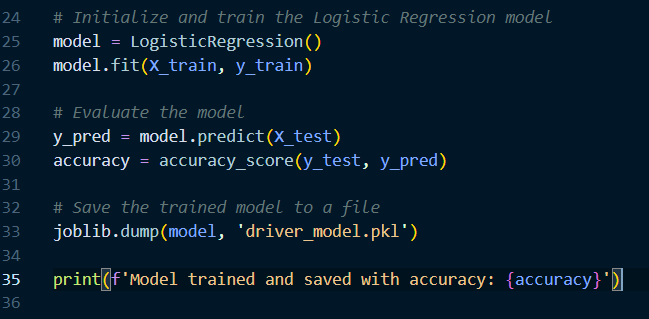 24 # Initialize and train the Logistic Regression model
25 model = LogisticRegression()
26 model.fit(X_train, y_train)
27
28 # Evaluate the model
29 y_pred = model.predict(X_test)
30 accuracy = accuracy_score(y_test, y_pred)
31
32 # Save the trained model to a file
33 joblib.dump(model, 'driver_model.pkl')
34
35 print(f'Model trained and saved with accuracy: {accuracy}')
36